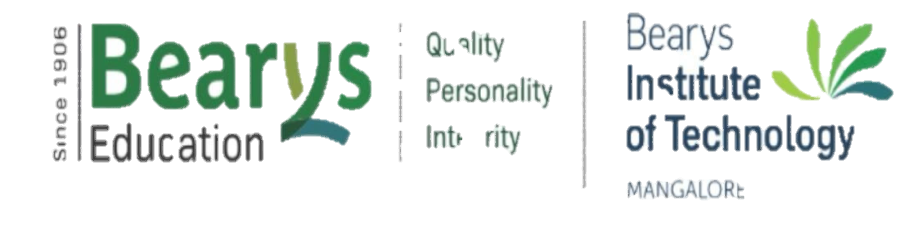 Since 1906
Bearys
Education
Quality
Personality
Integrity
Bearys
Institute
of Technology
MANGALORE